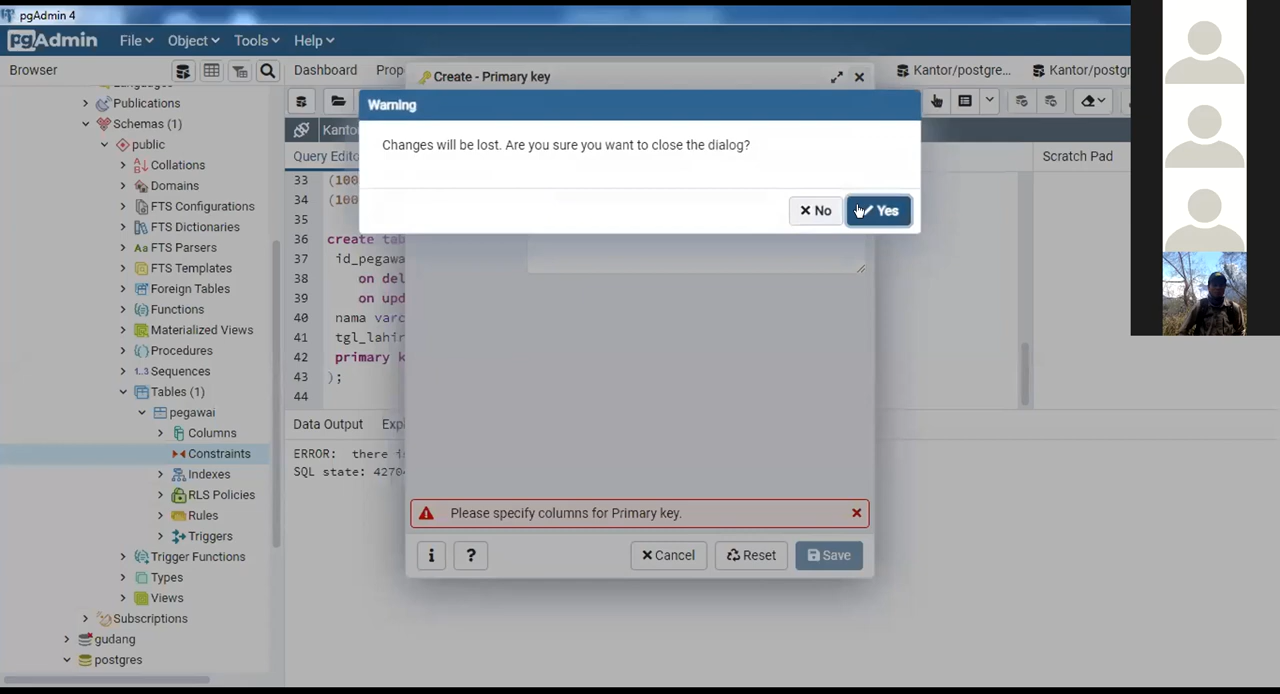 pgAdmin 4
pgAdmin File Object Tools Help
Browser
Dashboard Prop
Create - Primary key
Kantor/postgre...
Kantor/postgr
Warning
Changes will be lost. Are you sure you want to close the dialog?
No
Yes
Languages
Publications
Schemas (1)
public
Collations
Domains
FTS Configurations
FTS Dictionaries
FTS Parsers
FTS Templates
Foreign Tables
Functions
Materialized Views
Procedures
Sequences
Tables (1)
pegawai
Columns
Constraints
Indexes
RLS Policies
Rules
Triggers
Trigger Functions
Types
Views
Subscriptions
gudang
postgres
Kanto
Query Edito
Scratch Pad
33 (100
34 (100
35
36 create tab
37 id_pegawa
38 on del
39 on upd
40 nama varc
41 tgl_lahir
42 primary k
43 );
44
Data Output Exp
ERROR: there i
SQL state: 4270
Please specify columns for Primary key.
i ? Cancel Reset Save